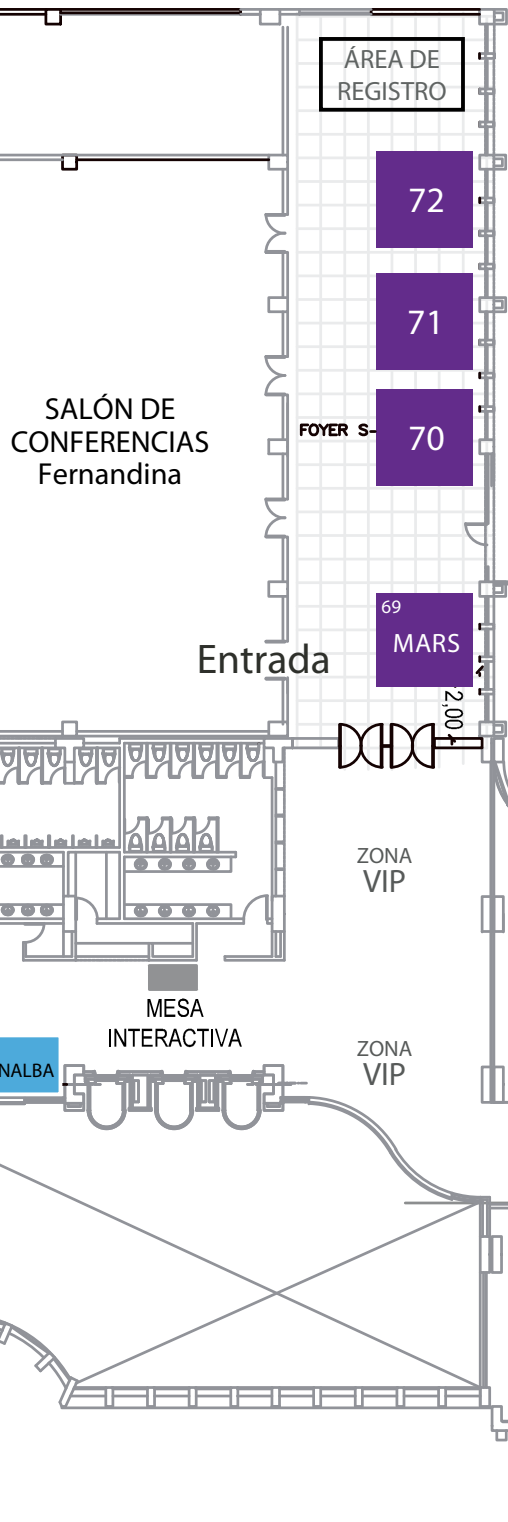 ÁREA DE
REGISTRO
72
71
SALÓN DE
CONFERENCIAS
Fernandina
FOYER S-
70
69
MARS
Entrada
2,00
ZONA
VIP
MESA
INTERACTIVA
ZONA
VIP
NALBA